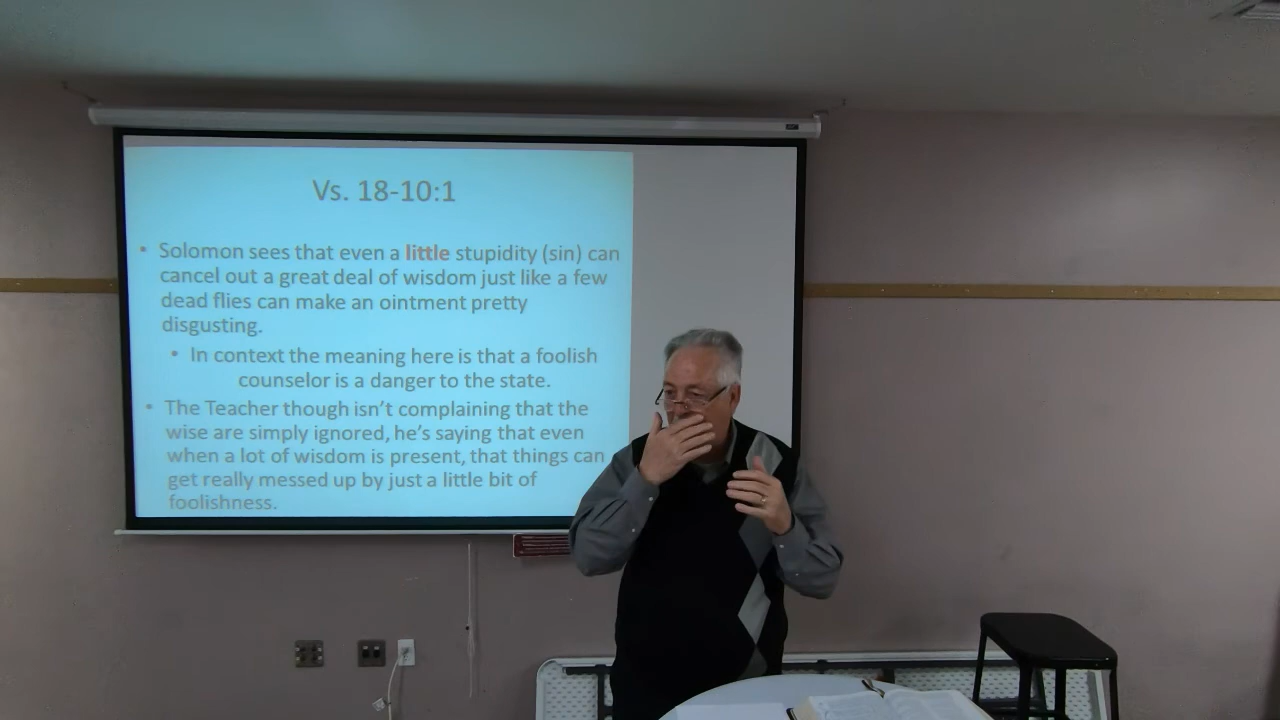 Vs. 18-10:1
• Solomon sees that even a little stupidity (sin) can
cancel out a great deal of wisdom just like a few
dead flies can make an ointment pretty
disgusting.
• In context the meaning here is that a foolish
counselor is a danger to the state.
• The Teacher though isn't complaining that the
wise are simply ignored, he's saying that even
when a lot of wisdom is present, that things can
get really messed up by just a little bit of
foolishness.